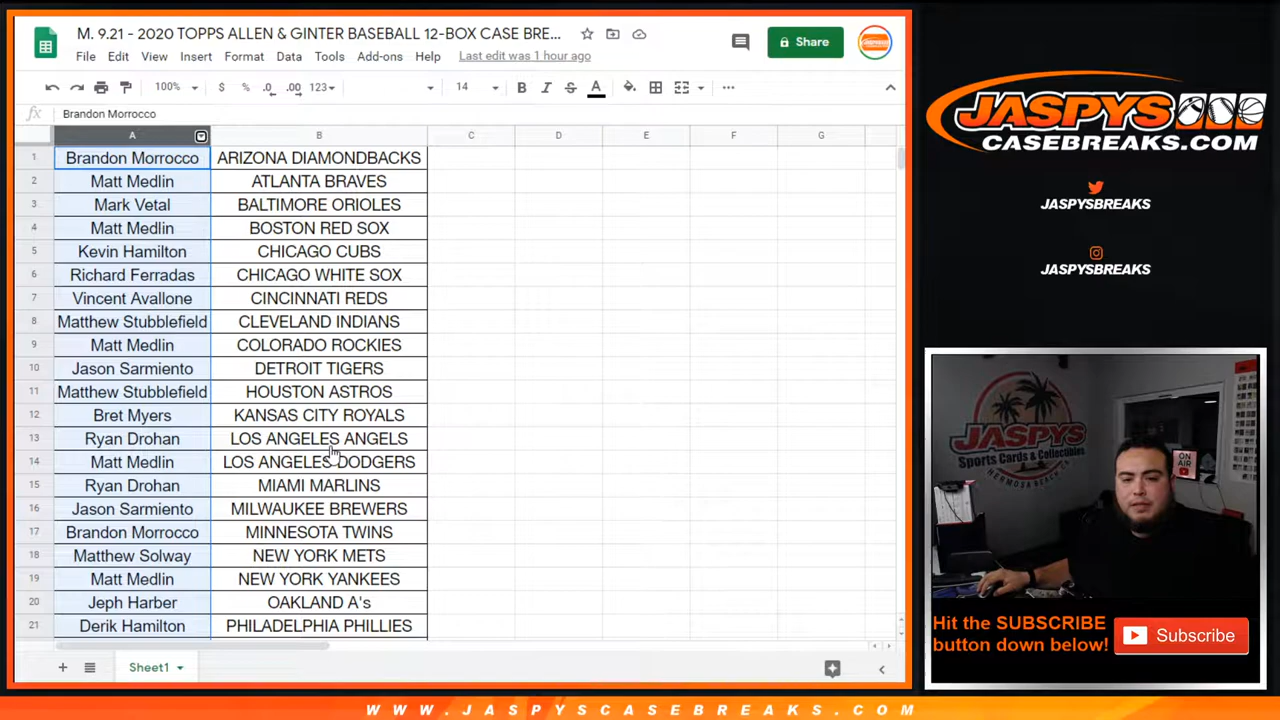 M. 9.21 - 2020 TOPPS ALLEN & GINTER BASEBALL 12-BOX CASE BRE...
File Edit View Insert Format Data Tools Add-ons Help Last edit was 1 hour ago
Share
100% $ % .0 .00 123 14 B I S A
fx Brandon Morrocco
A B C D E F G
1 Brandon Morrocco ARIZONA DIAMONDBACKS
2 Matt Medlin ATLANTA BRAVES
3 Mark Vetal BALTIMORE ORIOLES
4 Matt Medlin BOSTON RED SOX
5 Kevin Hamilton CHICAGO CUBS
6 Richard Ferradas CHICAGO WHITE SOX
7 Vincent Avallone CINCINNATI REDS
8 Matthew Stubblefield CLEVELAND INDIANS
9 Matt Medlin COLORADO ROCKIES
10 Jason Sarmiento DETROIT TIGERS
11 Matthew Stubblefield HOUSTON ASTROS
12 Bret Myers KANSAS CITY ROYALS
13 Ryan Drohan LOS ANGELES ANGELS
14 Matt Medlin LOS ANGELES DODGERS
15 Ryan Drohan MIAMI MARLINS
16 Jason Sarmiento MILWAUKEE BREWERS
17 Brandon Morrocco MINNESOTA TWINS
18 Matthew Solway NEW YORK METS
19 Matt Medlin NEW YORK YANKEES
20 Jeph Harber OAKLAND A's
21 Derik Hamilton PHILADELPHIA PHILLIES
Sheet1
JASPYS
CASEBREAKS.COM
JASPYSBREAKS
JASPYSBREAKS
JASPYS
Sports Cards & Collectibles
HERMOSA BEACH, CA
ON AIR
Hit the SUBSCRIBE
button down below!
Subscribe
WWW.JASPYSCASEBREAKS.COM